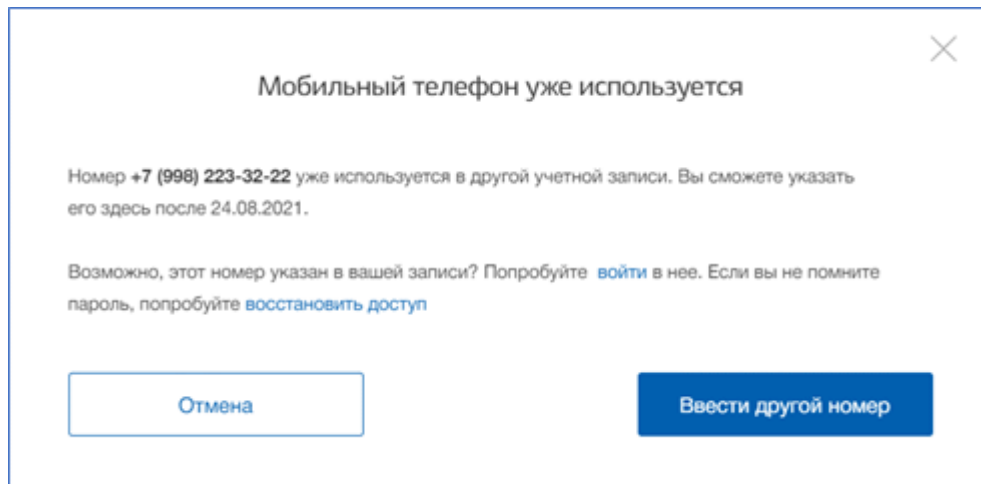 Мобильный телефон уже используется
Номер +7 (998) 223-32-22 уже используется в другой учетной записи. Вы сможете указать
его здесь после 24.08.2021.
Возможно, этот номер указан в вашей записи? Попробуйте войти в нее. Если вы не помните
пароль, попробуйте восстановить доступ
Отмена
Ввести другой номер